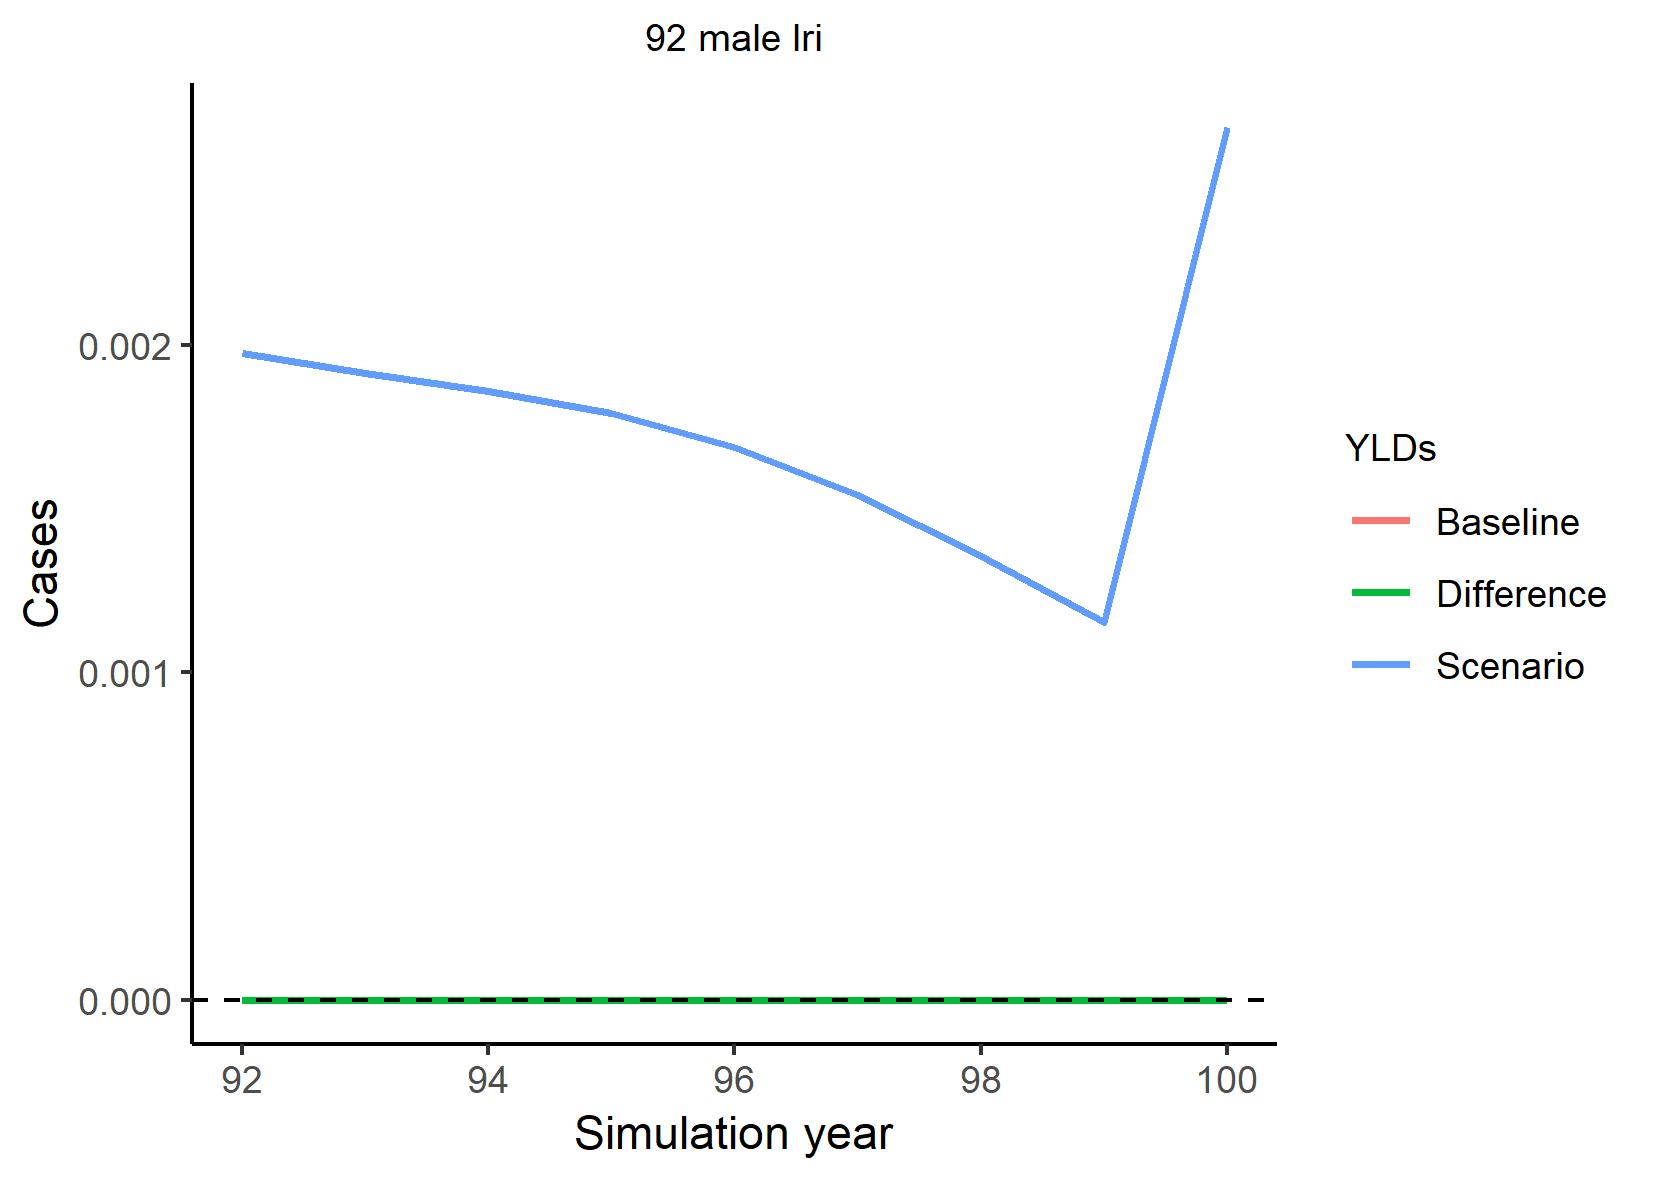 92 male lri
Cases
0.002
0.001
0.000
92 94 96 98 100
Simulation year
YLDs
Baseline
Difference
Scenario